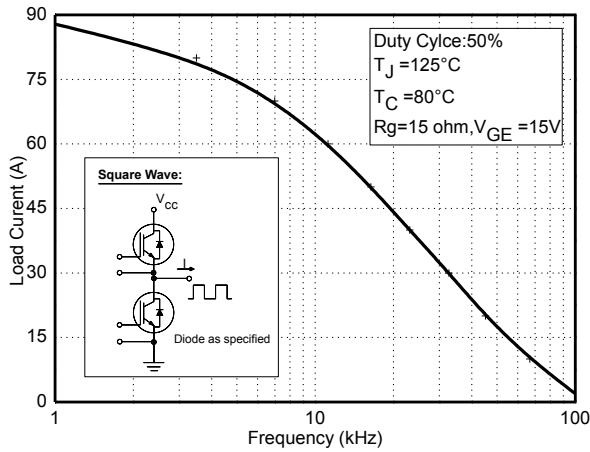 90
75
60
45
30
15
0
Load Current (A)
Duty Cylce:50%
TJ =125°C
TC =80°C
Rg=15 ohm,VGE =15V
Square Wave:
VCC
I
Diode as specified
1
10
100
Frequency (kHz)